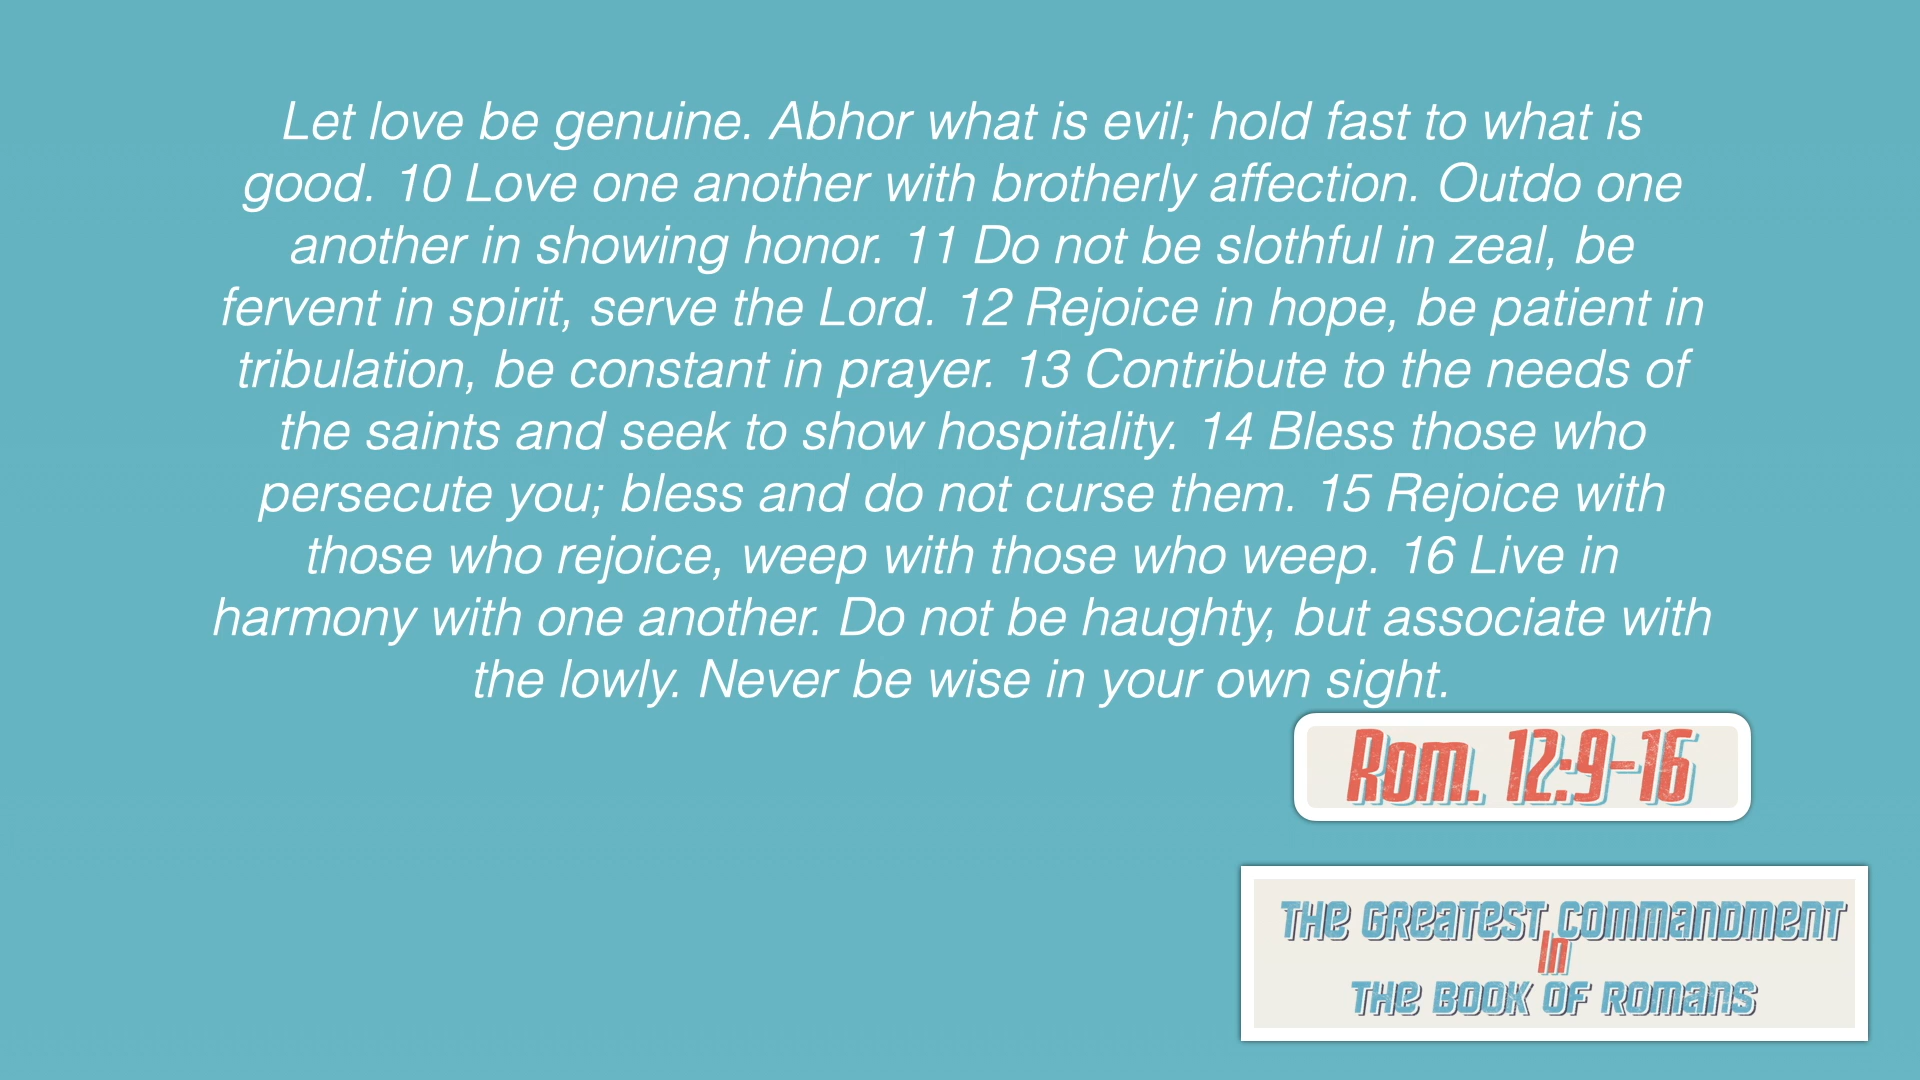 Let love be genuine. Abhor what is evil; hold fast to what is
good. 10 Love one another with brotherly affection. Outdo one
another in showing honor. 11 Do not be slothful in zeal, be
fervent in spirit, serve the Lord. 12 Rejoice in hope, be patient in
tribulation, be constant in prayer. 13 Contribute to the needs of
the saints and seek to show hospitality. 14 Bless those who
persecute you; bless and do not curse them. 15 Rejoice with
those who rejoice, weep with those who weep. 16 Live in
harmony with one another. Do not be haughty, but associate with
the lowly. Never be wise in your own sight.
Rom. 12:9-16
THE GREATEST COMMANDMENT
In
THE BOOK OF ROMANS